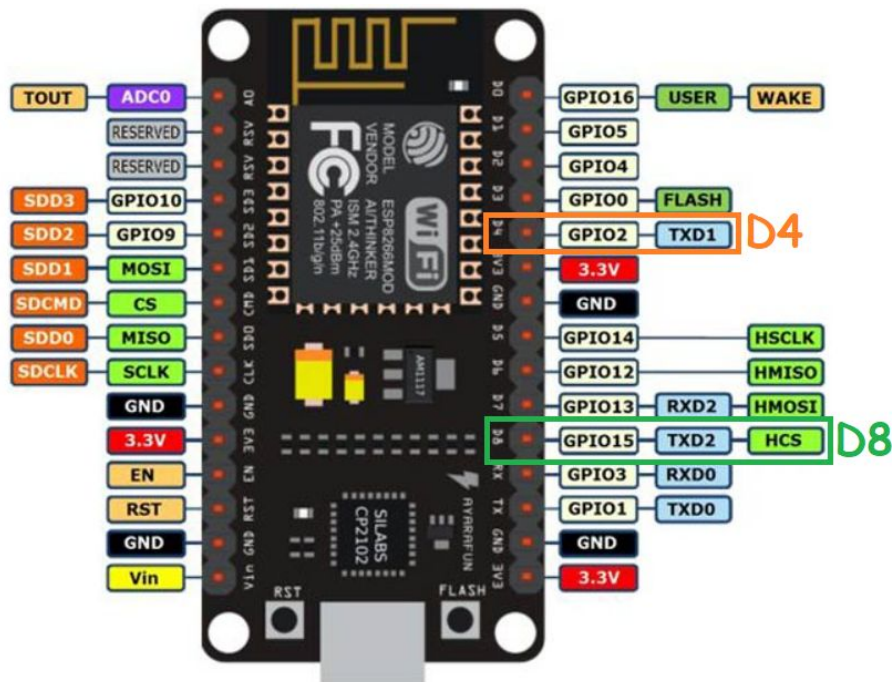 TOUT ADC0 A0 D0 GPIO16 USER WAKE
RESERVED RSV D1 GPIO5
RESERVED RSV D2 GPIO4
SDD3 GPIO10 SD3 D3 GPIO0 FLASH
SDD2 GPIO9 SD2 D4 GPIO2 TXD1 D4
SDD1 MOSI SD1 3V3 3.3V
SDCMD CS CMD GND GND
SDD0 MISO SD0 D5 GPIO14 HSCLK
SDCLK SCLK CLK D6 GPIO12 HMISO
GND GND D7 GPIO13 RXD2 HMOSI
3.3V 3V3 D8 GPIO15 TXD2 HCS D8
EN EN RX GPIO3 RXD0
RST RST TX GPIO1 TXD0
GND GND GND GND
Vin Vin 3V3 3.3V
MODEL ESP8266MOD
VENDOR AI/THINKER
ISM 2.4GHz
PA +25dBm
802.11b/g/n
FC
WiFi
AM1117
SILABS
CP2102
AYARAFUN
RST
FLASH